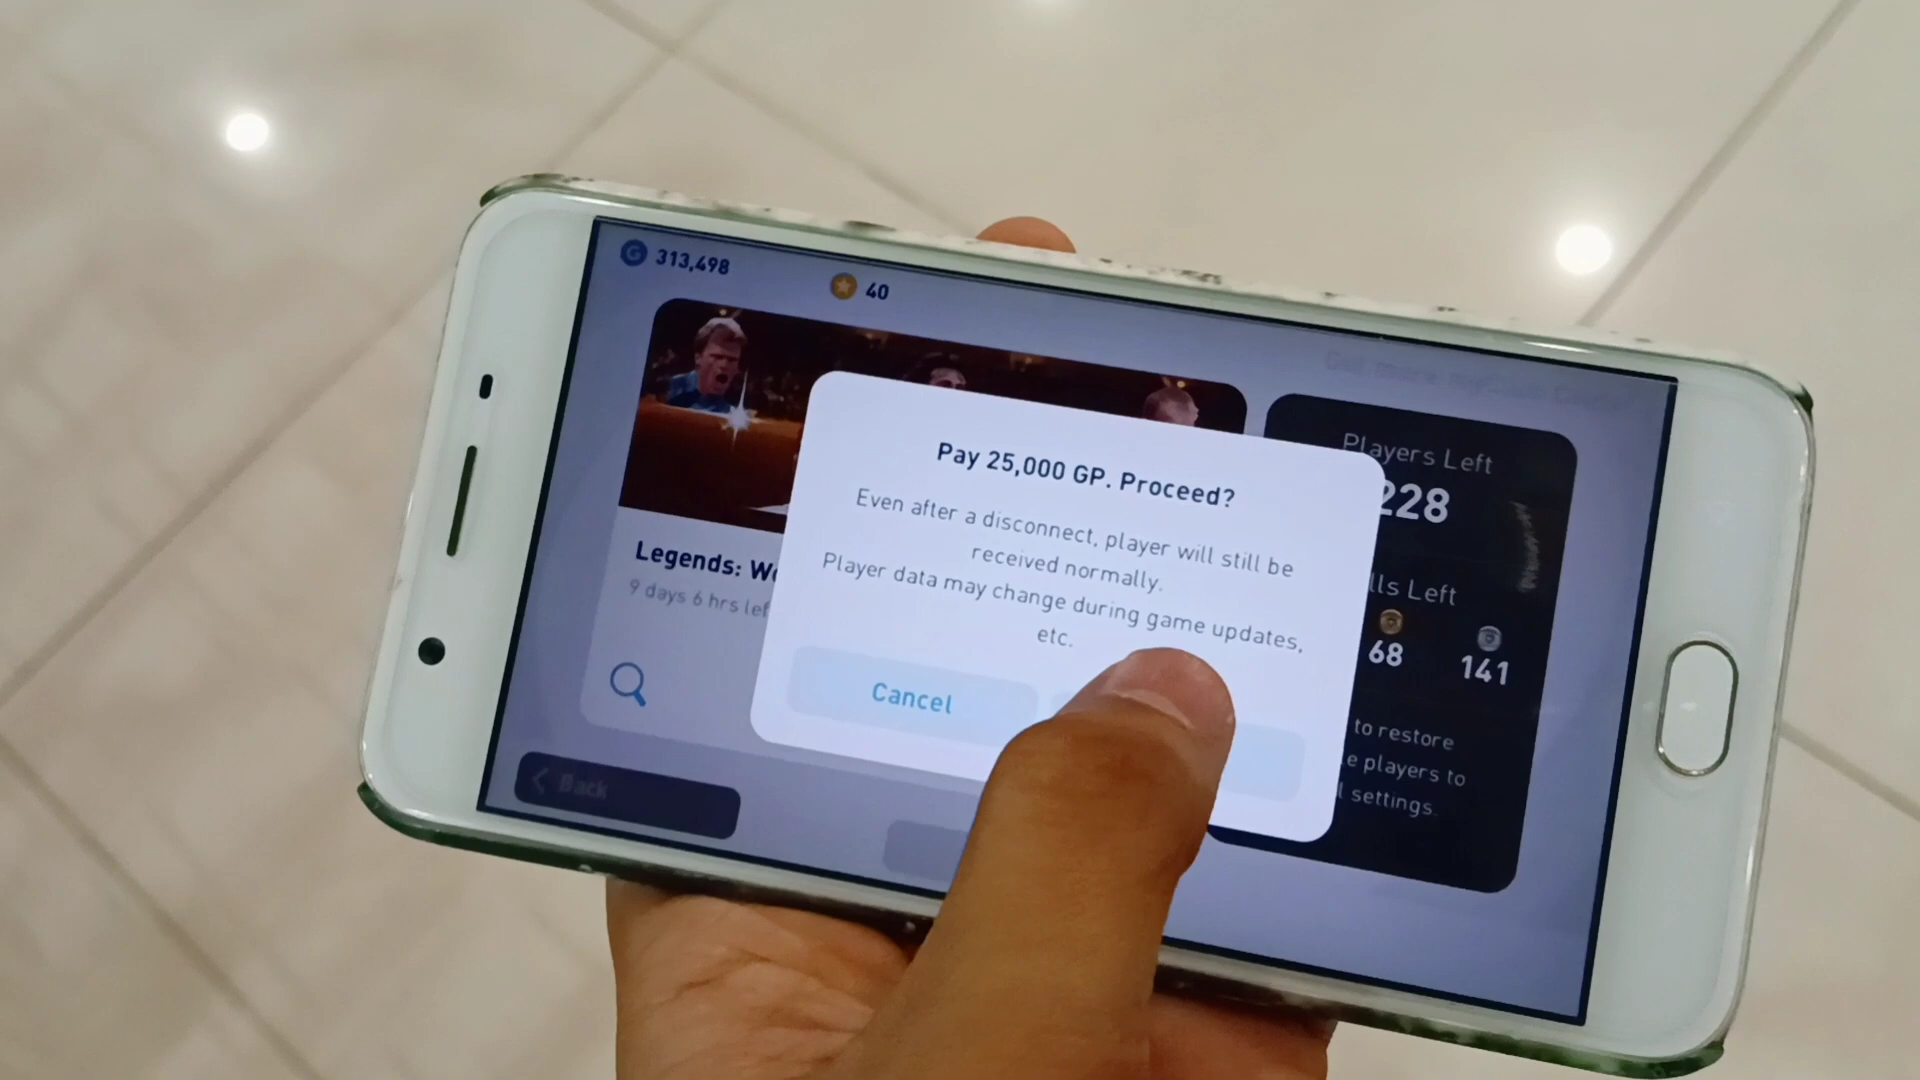 313,498
40
Players Left
228
Pay 25,000 GP. Proceed?
Even after a disconnect, player will still be
received normally.
Player data may change during game updates,
etc.
Legends:
9 days 6 hrs
lls Left
68
141
Cancel
to restore
players to
settings.
Back